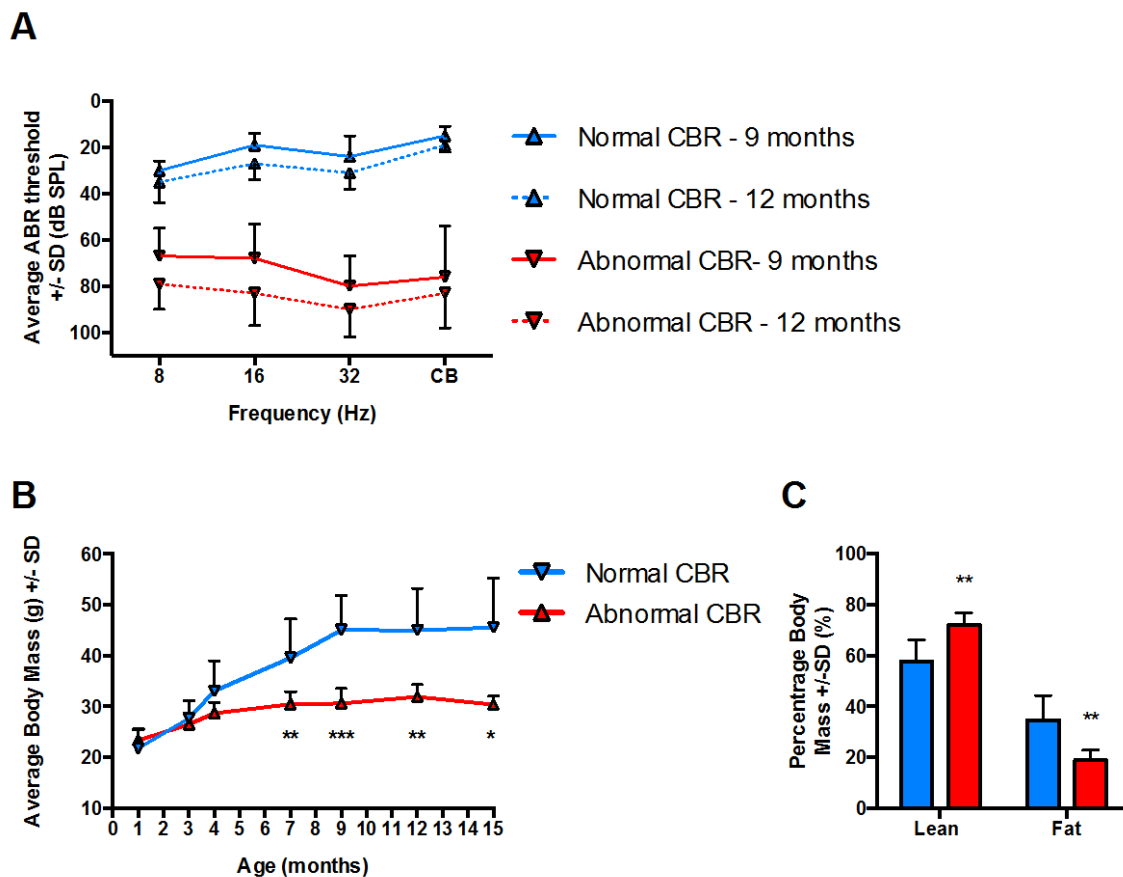 A
Average ABR threshold
+/- SD (dB SPL)
0
20
40
60
80
100
8
16
32
CB
Frequency (Hz)
Normal CBR - 9 months
Normal CBR - 12 months
Abnormal CBR- 9 months
Abnormal CBR - 12 months
B
Average Body Mass (g) +/- SD
60
50
40
30
20
10
**
***
**
*
0 1 2 3 4 5 6 7 8 9 10 11 12 13 14 15
Age (months)
Normal CBR
Abnormal CBR
C
Percentrage Body
Mass +/-SD (%)
100
80
60
40
20
0
**
**
Lean
Fat